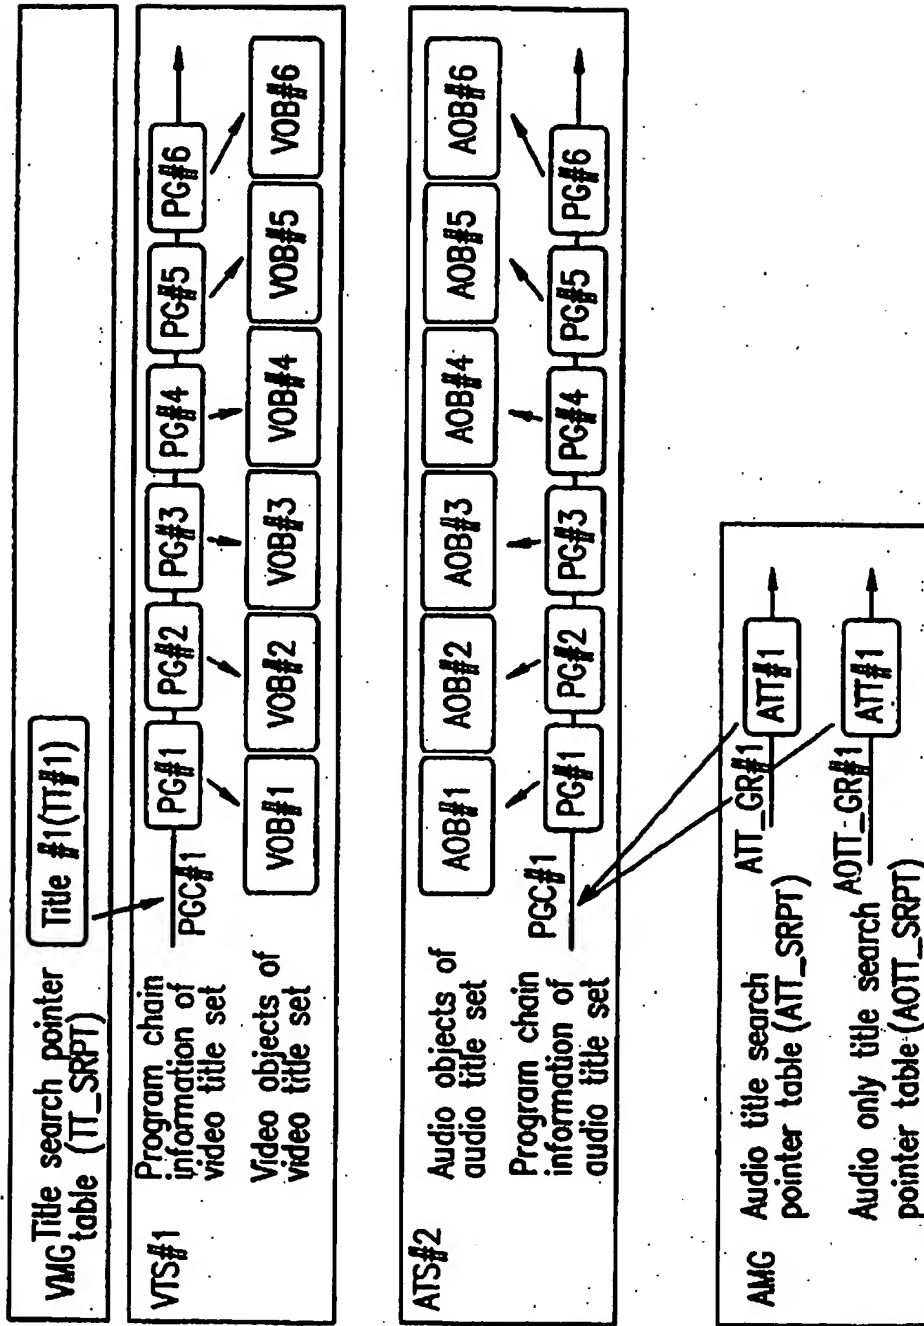 VMG Title search pointer
table (TT_SRPT)
Title #1(TT#1)
VTS#1
Program chain
information of
video title set
PGC#1
PG#1 PG#2 PG#3 PG#4 PG#5 PG#6
Video objects of
video title set
VOB#1 VOB#2 VOB#3 VOB#4 VOB#5 VOB#6
ATS#2
Audio objects of
audio title set
AOB#1 AOB#2 AOB#3 AOB#4 AOB#5 AOB#6
Program chain
information of
audio title set
PGC#1
PG#1 PG#2 PG#3 PG#4 PG#5 PG#6
AMG
Audio title search
pointer table (ATT_SRPT)
ATT_GR#1
ATT#1
Audio only title search
pointer table (AOTT_SRPT)
AOTT_GR#1
ATT#1